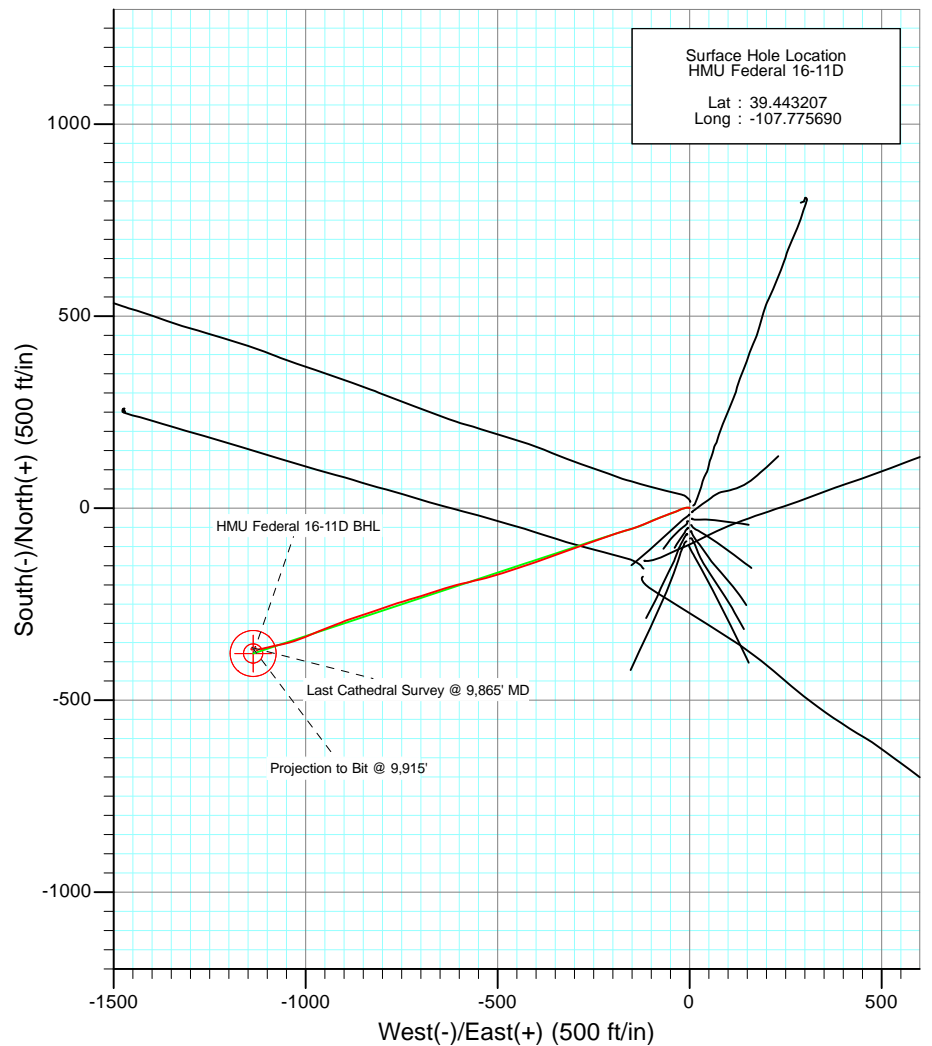 Surface Hole Location
HMU Federal 16-11D
Lat : 39.443207
Long : -107.775690
1000
500
0
-500
-1000
South(-)/North(+) (500 ft/in)
HMU Federal 16-11D BHL
Last Cathedral Survey @ 9,865' MD
Projection to Bit @ 9,915'
-1500 -1000 -500 0 500
West(-)/East(+) (500 ft/in)